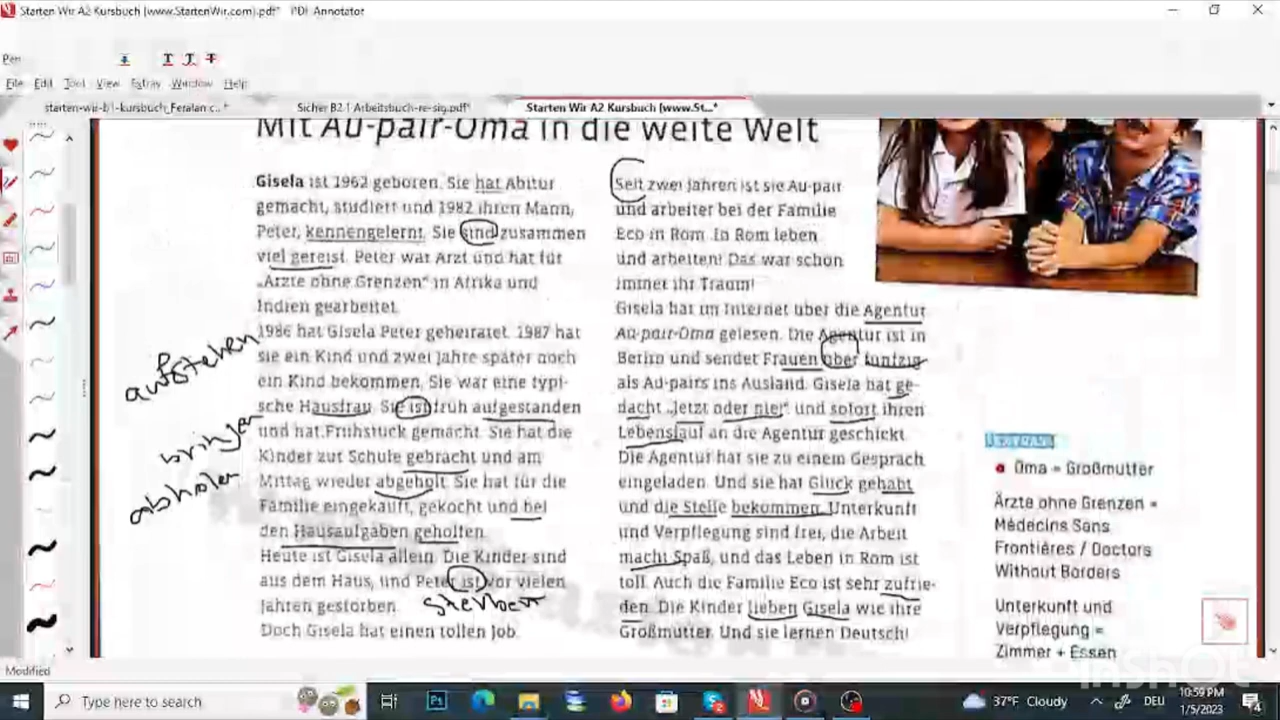 Starten Wir A2 Kursbuch (www.StartenWir.com).pdf* PDF Annotator
Pen
File Edit Tool View Extras Window Help
starten-wir-b1-kursbuch_Feralan c... *
Sicher B2.1 Arbeitsbuch-re-sig.pdf*
Starten Wir A2 Kursbuch [www.St...*
Mit Au-pair-Oma in die weite Welt
Gisela ist 1962 geboren. Sie hat Abitur
gemacht, studiert und 1982 ihren Mann,
Peter, kennengelernt. Sie sind zusammen
viel gereist. Peter war Arzt und hat für
„Ärzte ohne Grenzen“ in Afrika und
Indien gearbeitet.
1986 hat Gisela Peter geheiratet. 1987 hat
sie ein Kind und zwei Jahre später noch
ein Kind bekommen. Sie war eine typi-
sche Hausfrau. Sie ist früh aufgestanden
und hat Frühstück gemacht. Sie hat die
Kinder zur Schule gebracht und am
Mittag wieder abgeholt. Sie hat für die
Familie eingekauft, gekocht und bei
den Hausaufgaben geholfen.
Heute ist Gisela allein. Die Kinder sind
aus dem Haus, und Peter ist vor vielen
Jahren gestorben.
Doch Gisela hat einen tollen Job.
aufstehen
bringen
abholen
sterben
Seit zwei Jahren ist sie Au-pair
und arbeitet bei der Familie
Eco in Rom. In Rom leben
und arbeiten! Das war schon
immer ihr Traum!
Gisela hat im Internet über die Agentur
Au-pair-Oma gelesen. Die Agentur ist in
Berlin und sendet Frauen über fünfzig
als Au-pairs ins Ausland. Gisela hat ge-
dacht „Jetzt oder nie!“ und sofort ihren
Lebenslauf an die Agentur geschickt.
Die Agentur hat sie zu einem Gespräch
eingeladen. Und sie hat Glück gehabt
und die Stelle bekommen. Unterkunft
und Verpflegung sind frei, die Arbeit
macht Spaß, und das Leben in Rom ist
toll. Auch die Familie Eco ist sehr zufrie-
den. Die Kinder lieben Gisela wie ihre
Großmutter. Und sie lernen Deutsch!
EXTRAS
Oma = Großmutter
Ärzte ohne Grenzen =
Médecins Sans
Frontières / Doctors
Without Borders
Unterkunft und
Verpflegung =
Zimmer + Essen
InShOt
Modified
Type here to search
37°F Cloudy
DEU
10:59 PM
1/5/2023